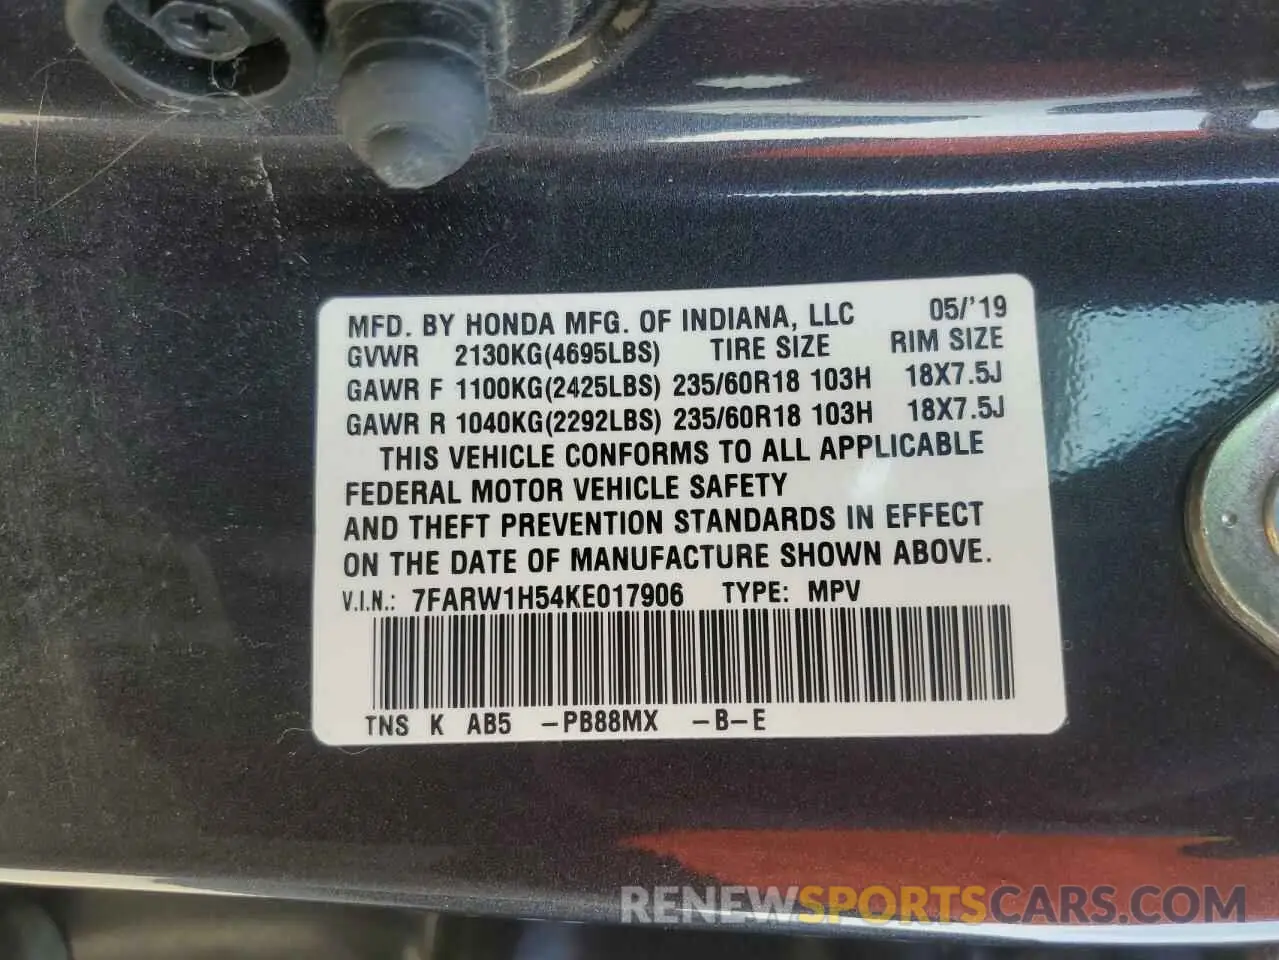 MFD. BY HONDA MFG. OF INDIANA, LLC 05/'19
GVWR 2130KG(4695LBS) TIRE SIZE RIM SIZE
GAWR F 1100KG(2425LBS) 235/60R18 103H 18X7.5J
GAWR R 1040KG(2292LBS) 235/60R18 103H 18X7.5J
THIS VEHICLE CONFORMS TO ALL APPLICABLE
FEDERAL MOTOR VEHICLE SAFETY
AND THEFT PREVENTION STANDARDS IN EFFECT
ON THE DATE OF MANUFACTURE SHOWN ABOVE.
V.I.N.: 7FARW1H54KE017906 TYPE: MPV
TNS K AB5 -PB88MX -B-E
RENEWSPORTSCARS.COM